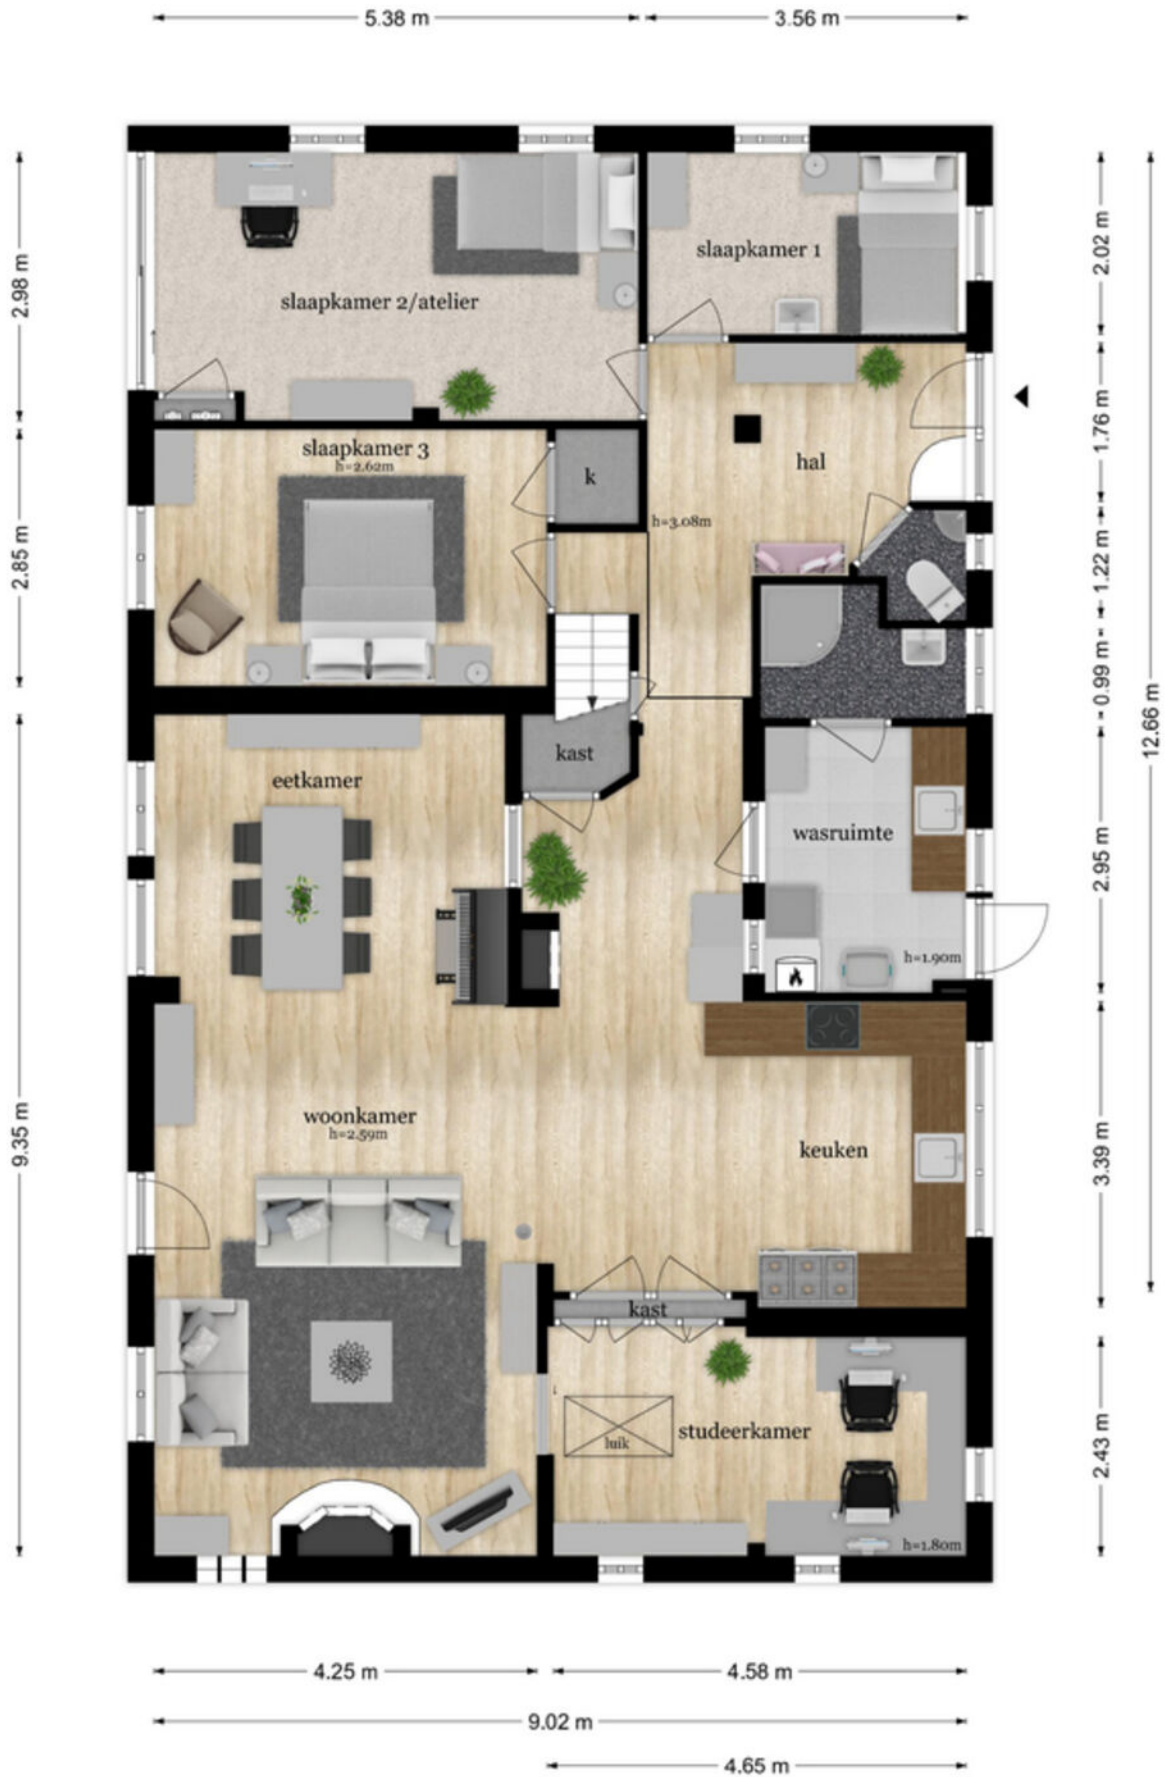 5.38 m
3.56 m
2.98 m
2.85 m
9.35 m
2.02 m
1.76 m
1.22 m
0.99 m
2.95 m
3.39 m
2.43 m
12.66 m
slaapkamer 1
slaapkamer 2/atelier
slaapkamer 3
h=2.62m
k
hal
h=3.08m
kast
eetkamer
wasruimte
h=1.90m
woonkamer
h=2.59m
keuken
kast
studeerkamer
luik
h=1.80m
4.25 m
4.58 m
9.02 m
4.65 m